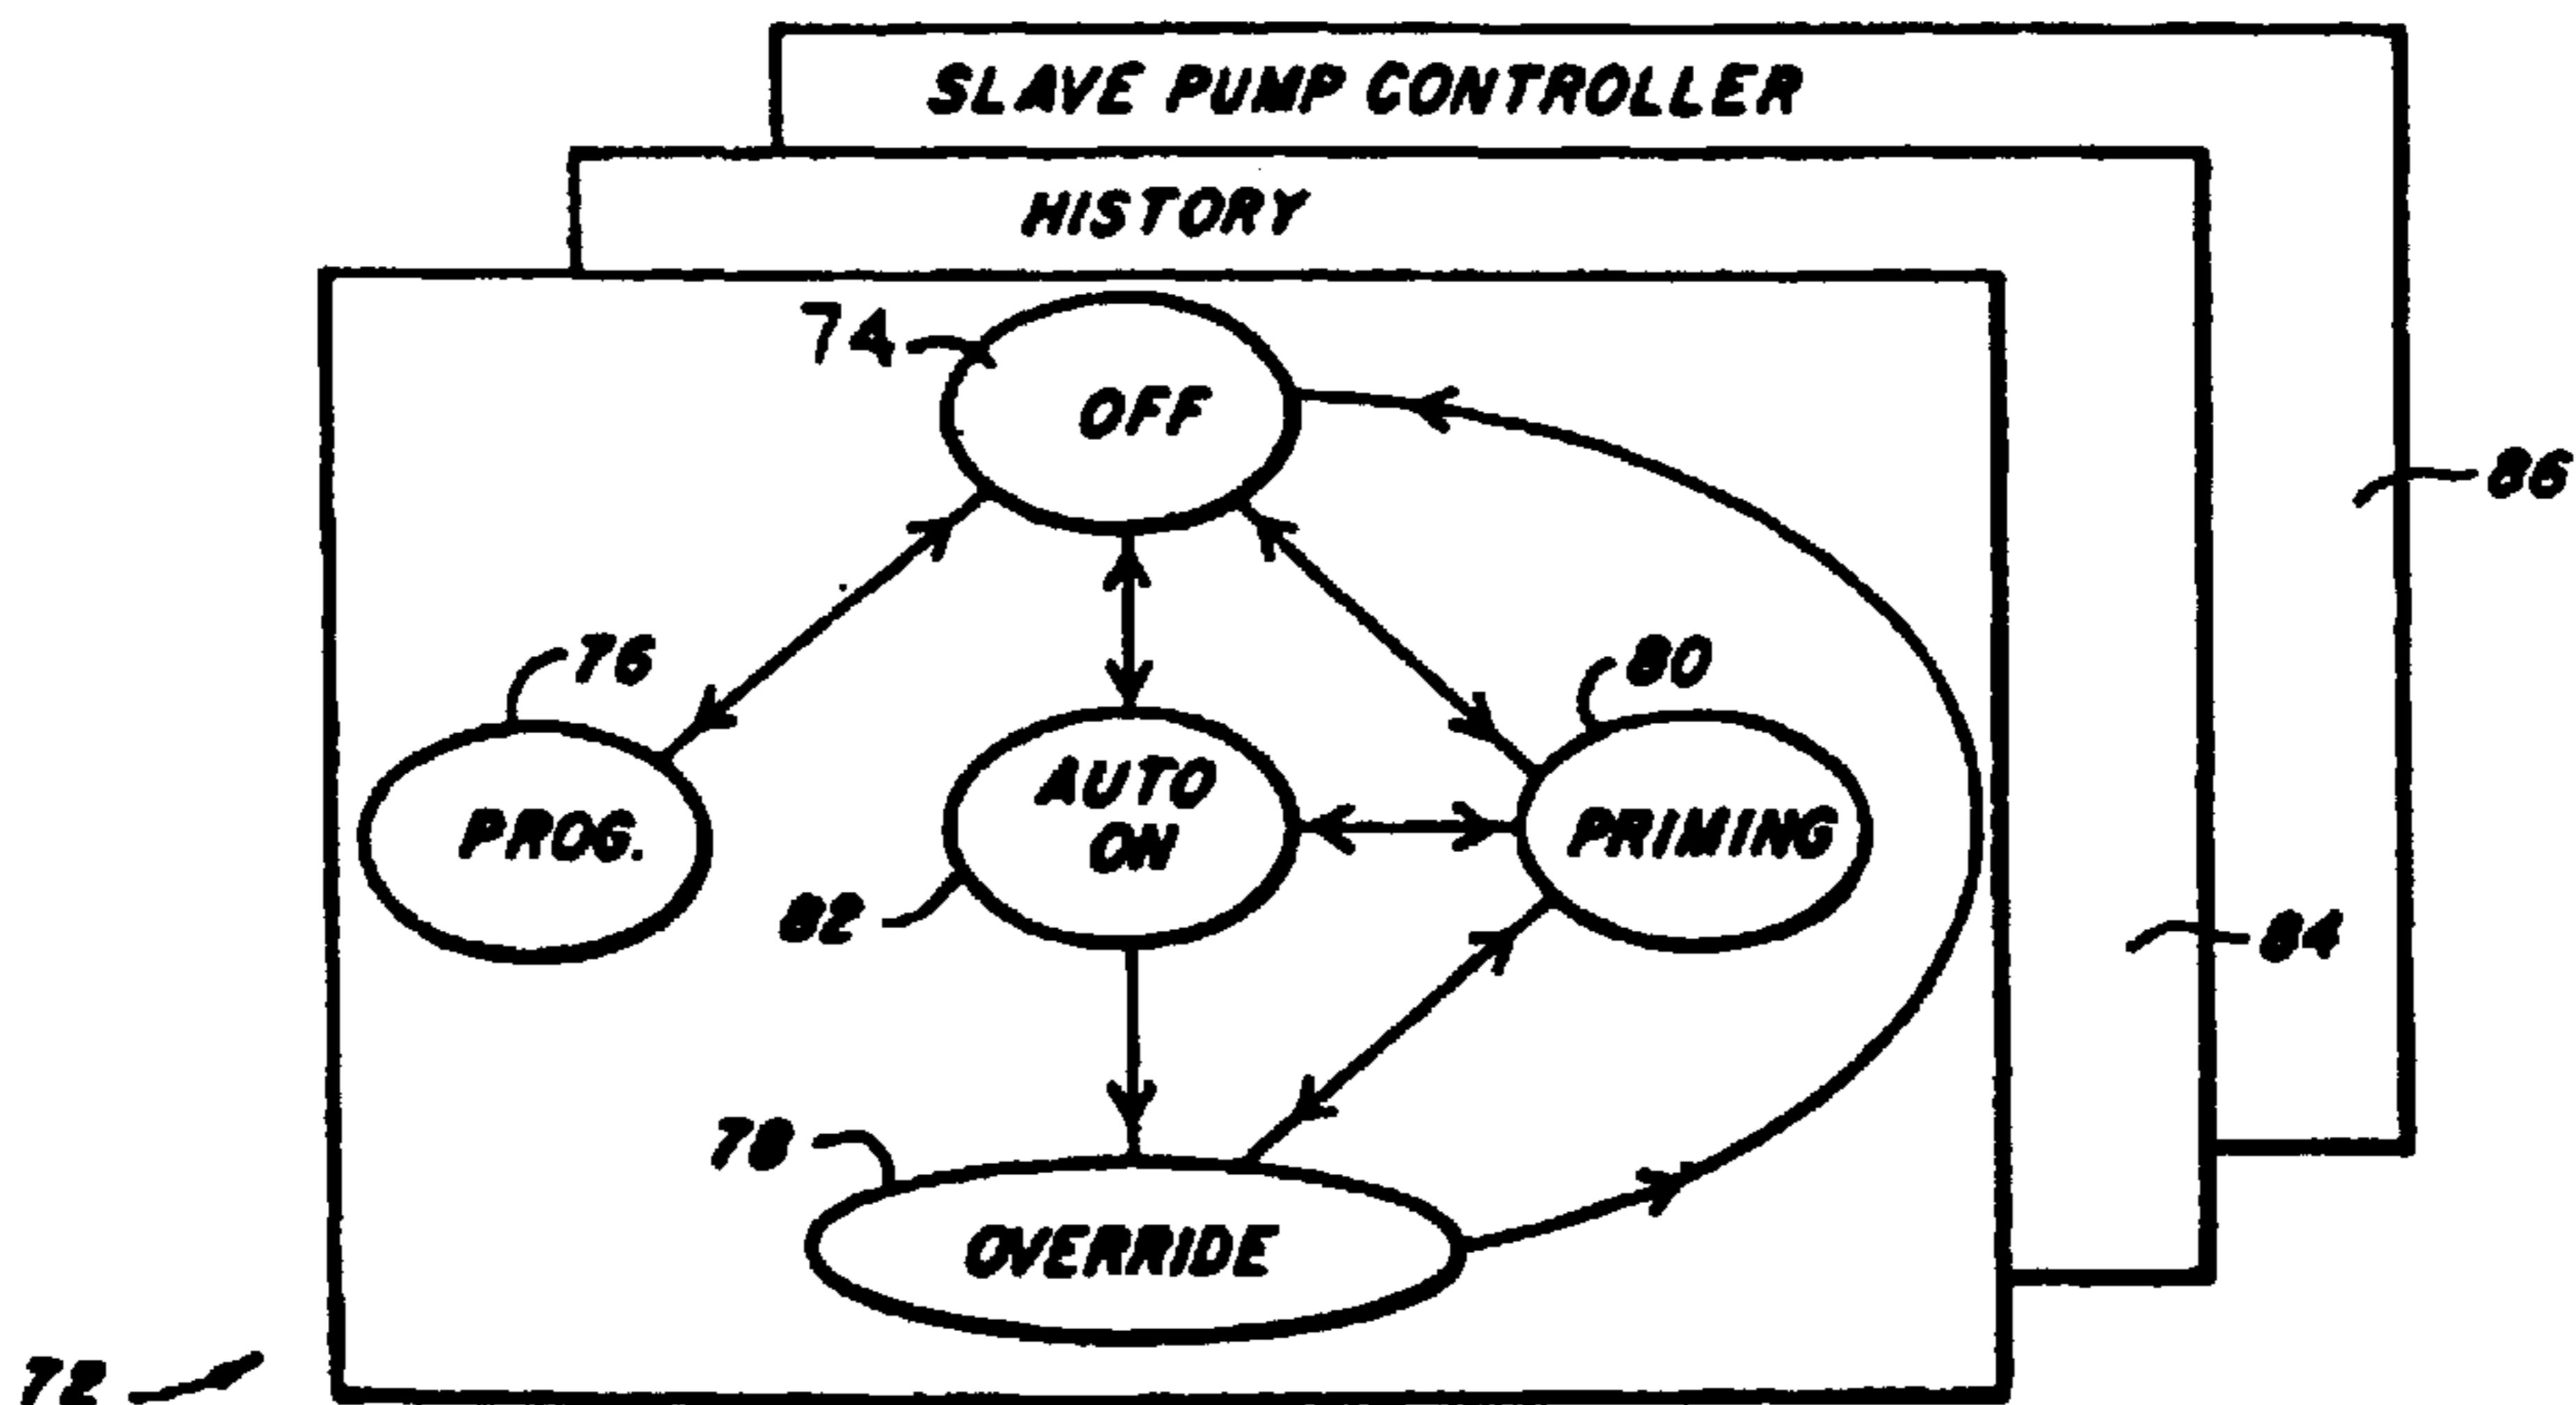 SLAVE PUMP CONTROLLER
HISTORY
74
OFF
86
76
80
PROG.
AUTO
ON
PRIMING
82
84
78
OVERRIDE
72